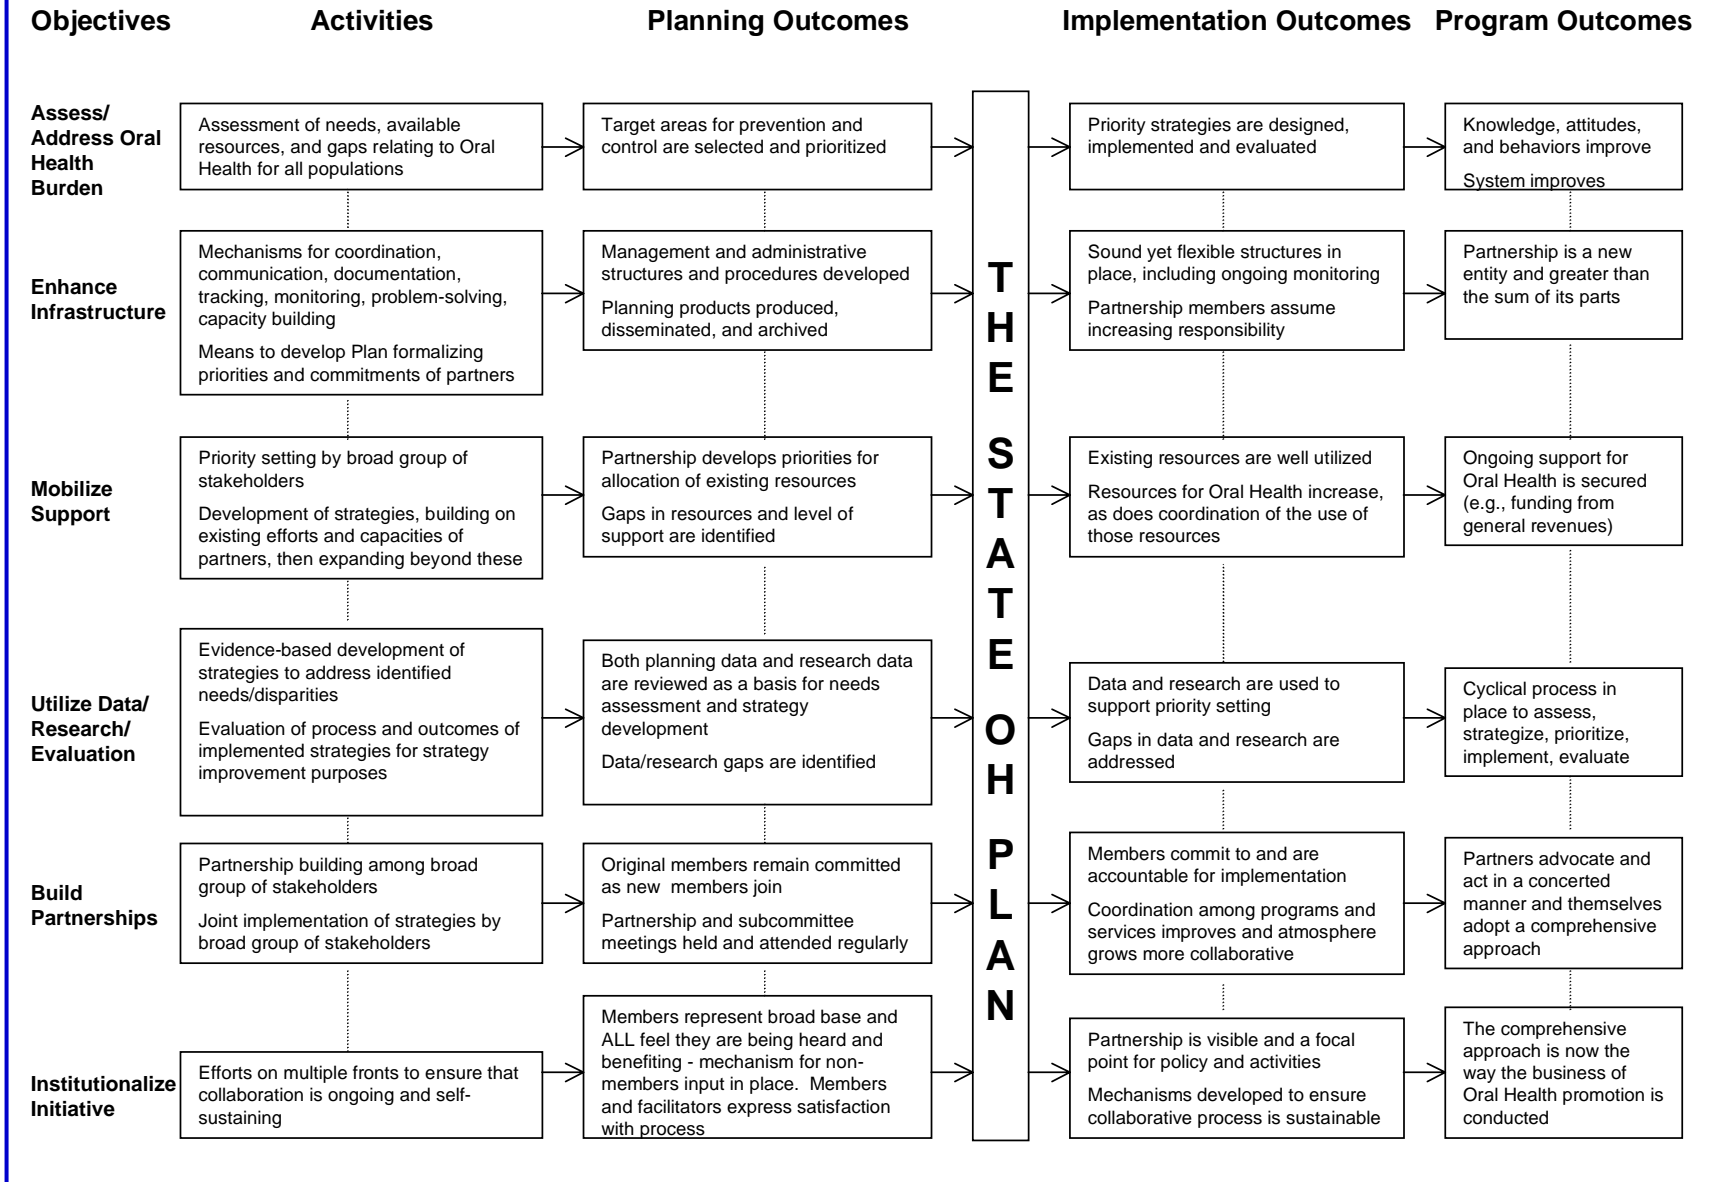 Objectives
Activities
Planning Outcomes
Implementation Outcomes
Program Outcomes
Assess/
Address Oral
Health
Burden
Assessment of needs, available
resources, and gaps relating to Oral
Health for all populations
Target areas for prevention and
control are selected and prioritized
Priority strategies are designed,
implemented and evaluated
Knowledge, attitudes,
and behaviors improve
System improves
Enhance
Infrastructure
Mechanisms for coordination,
communication, documentation,
tracking, monitoring, problem-solving,
capacity building
Means to develop Plan formalizing
priorities and commitments of partners
Management and administrative
structures and procedures developed
Planning products produced,
disseminated, and archived
Sound yet flexible structures in
place, including ongoing monitoring
Partnership members assume
increasing responsibility
Partnership is a new
entity and greater than
the sum of its parts
Mobilize
Support
Priority setting by broad group of
stakeholders
Development of strategies, building on
existing efforts and capacities of
partners, then expanding beyond these
Partnership develops priorities for
allocation of existing resources
Gaps in resources and level of
support are identified
Existing resources are well utilized
Resources for Oral Health increase,
as does coordination of the use of
those resources
Ongoing support for
Oral Health is secured
(e.g., funding from
general revenues)
Utilize Data/
Research/
Evaluation
Evidence-based development of
strategies to address identified
needs/disparities
Evaluation of process and outcomes of
implemented strategies for strategy
improvement purposes
Both planning data and research data
are reviewed as a basis for needs
assessment and strategy
development
Data/research gaps are identified
Data and research are used to
support priority setting
Gaps in data and research are
addressed
Cyclical process in
place to assess,
strategize, prioritize,
implement, evaluate
Build
Partnerships
Partnership building among broad
group of stakeholders
Joint implementation of strategies by
broad group of stakeholders
Original members remain committed
as new  members join
Partnership and subcommittee
meetings held and attended regularly
Members commit to and are
accountable for implementation
Coordination among programs and
services improves and atmosphere
grows more collaborative
Partners advocate and
act in a concerted
manner and themselves
adopt a comprehensive
approach
Institutionalize
Initiative
Efforts on multiple fronts to ensure that
collaboration is ongoing and self-
sustaining
Members represent broad base and
ALL feel they are being heard and
benefiting - mechanism for non-
members input in place.  Members
and facilitators express satisfaction
with process
Partnership is visible and a focal
point for policy and activities
Mechanisms developed to ensure
collaborative process is sustainable
The comprehensive
approach is now the
way the business of
Oral Health promotion is
conducted
THE STATE OH PLAN